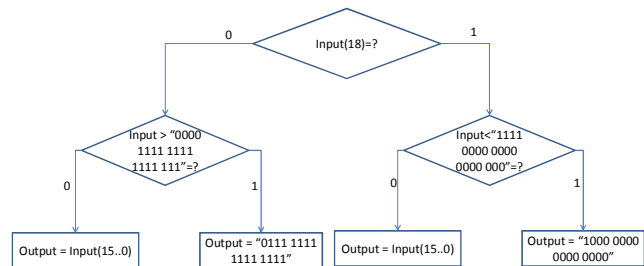 0
1
Input(18)=?
Input > “0000
1111 1111
1111 111”=?
Input<“1111
0000 0000
0000 000”=?
0
1
0
1
Output = Input(15..0)
Output = “0111 1111
1111 1111”
Output = Input(15..0)
Output = “1000 0000
0000 0000”